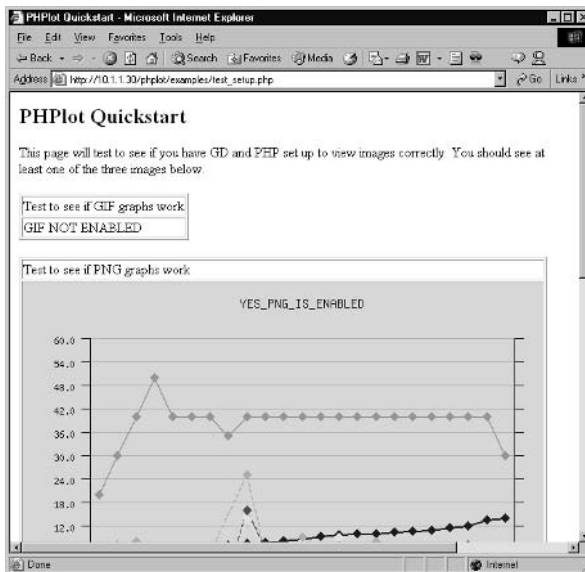 PHPlot Quickstart - Microsoft Internet Explorer
File Edit View Favorites Tools Help
Back Search Favorites Media
Address http://10.1.1.30/phplot/examples/test_setup.php Go Links
PHPlot Quickstart
This page will test to see if you have GD and PHP set up to view images correctly. You should see at
least one of the three images below.
Test to see if GIF graphs work
GIF NOT ENABLED
Test to see if PNG graphs work
YES_PNG_IS_ENABLED
60.0
54.0
48.0
42.0
36.0
30.0
24.0
18.0
12.0
Done Internet